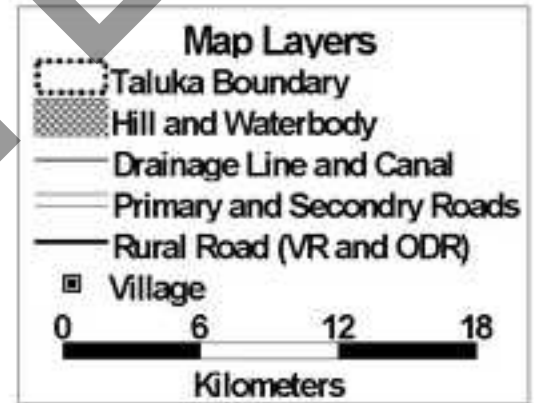 Map Layers
Taluka Boundary
Hill and Waterbody
Drainage Line and Canal
Primary and Secondry Roads
Rural Road (VR and ODR)
Village
0 6 12 18
Kilometers